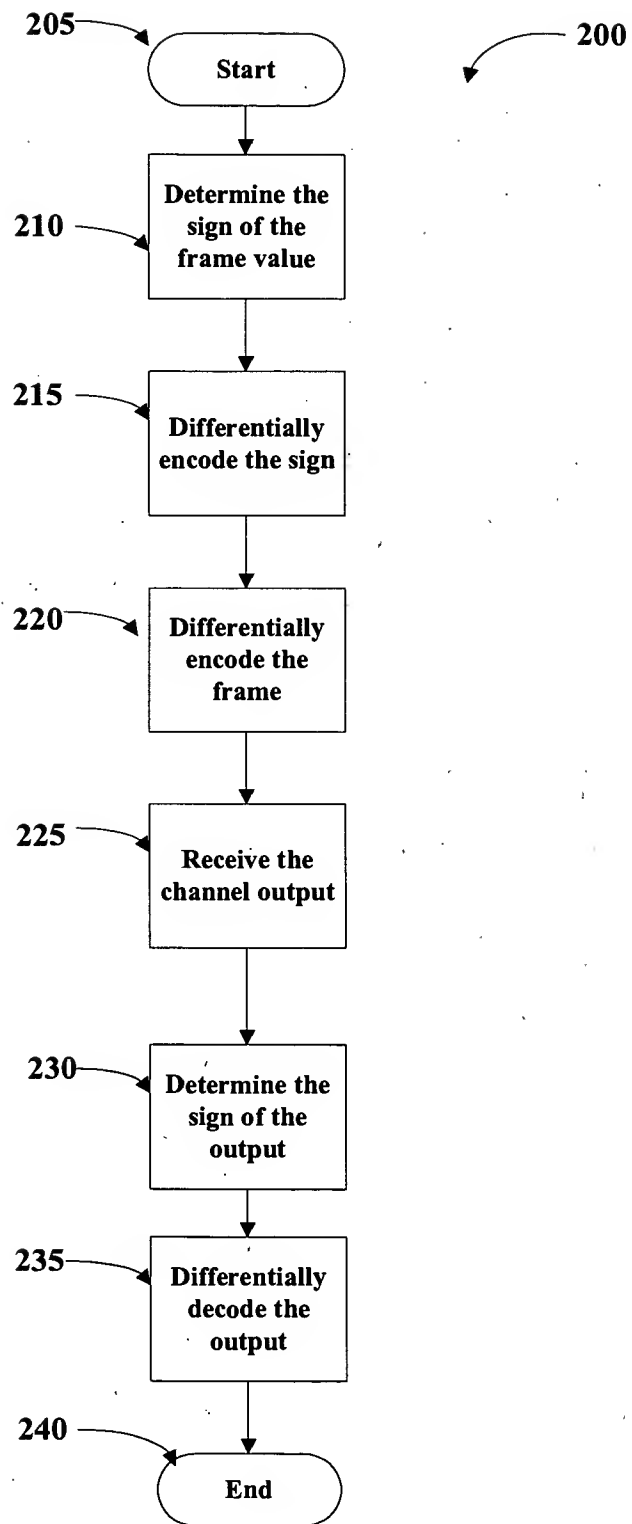 205
200
Start
210
Determine the
sign of the
frame value
215
Differentially
encode the sign
220
Differentially
encode the
frame
225
Receive the
channel output
230
Determine the
sign of the
output
235
Differentially
decode the
output
240
End